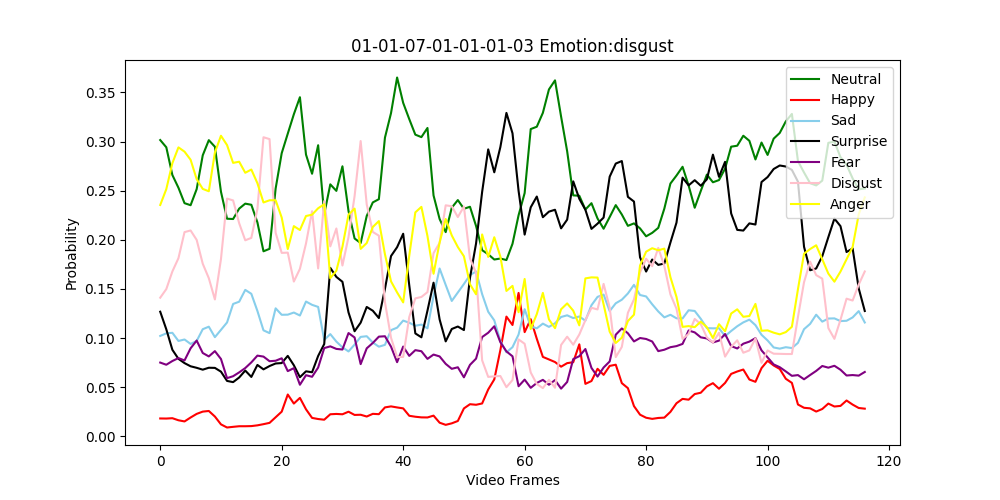 01-01-07-01-01-01-03 Emotion:disgust
Probability
0.35
0.30
0.25
0.20
0.15
0.10
0.05
0.00
0
20
40
60
80
100
120
Video Frames
Neutral
Happy
Sad
Surprise
Fear
Disgust
Anger